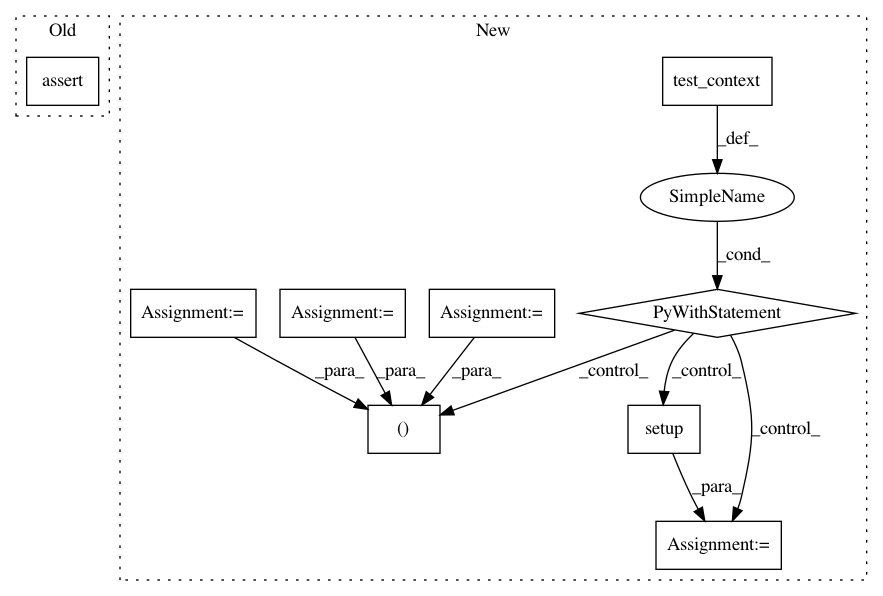 Old
New
assert
test_context
_def_
SimpleName
_cond_
Assignment:=
Assignment:=
Assignment:=
PyWithStatement
_para_
_para_
_para_
_control_
_control_
_control_
()
setup
_para_
Assignment:=